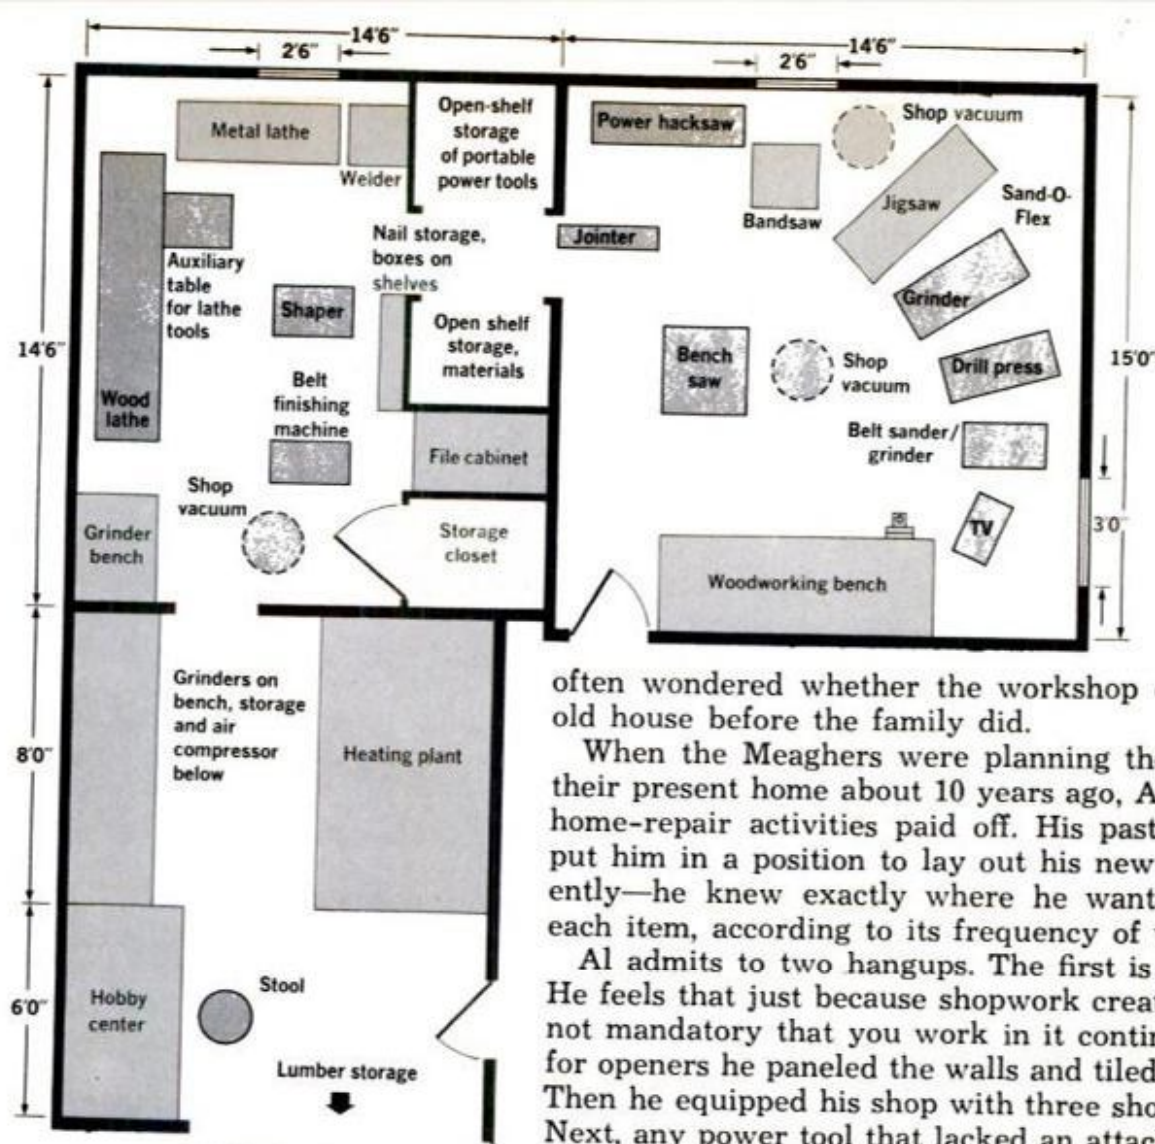 14'6"
14'6"
2'6"
2'6"
Metal lathe
Welder
Open-shelf
storage
of portable
power tools
Power hacksaw
Shop vacuum
Bandsaw
Jigsaw
Sand-O-
Flex
Auxiliary
table
for lathe
tools
Nail storage,
boxes on
shelves
Jointer
Grinder
Shaper
14'6"
Open shelf
storage,
materials
Bench
saw
Shop
vacuum
Drill press
15'0"
Wood
lathe
Belt
finishing
machine
File cabinet
Belt sander/
grinder
Shop
vacuum
Grinder
bench
Storage
closet
TV
3'0"
Woodworking bench
Grinders on
bench, storage
and air
compressor
below
Heating plant
8'0"
Hobby
center
Stool
6'0"
Lumber storage
often wondered whether the workshop
old house before the family did.
When the Meaghers were planning
their present home about 10 years ago,
home-repair activities paid off. His past
put him in a position to lay out his new
ently—he knew exactly where he
each item, according to its frequency of
Al admits to two hangups. The first is
He feels that just because shopwork
not mandatory that you work in it
for openers he paneled the walls and tiled
Then he equipped his shop with three
Next, any power tool that lacked an